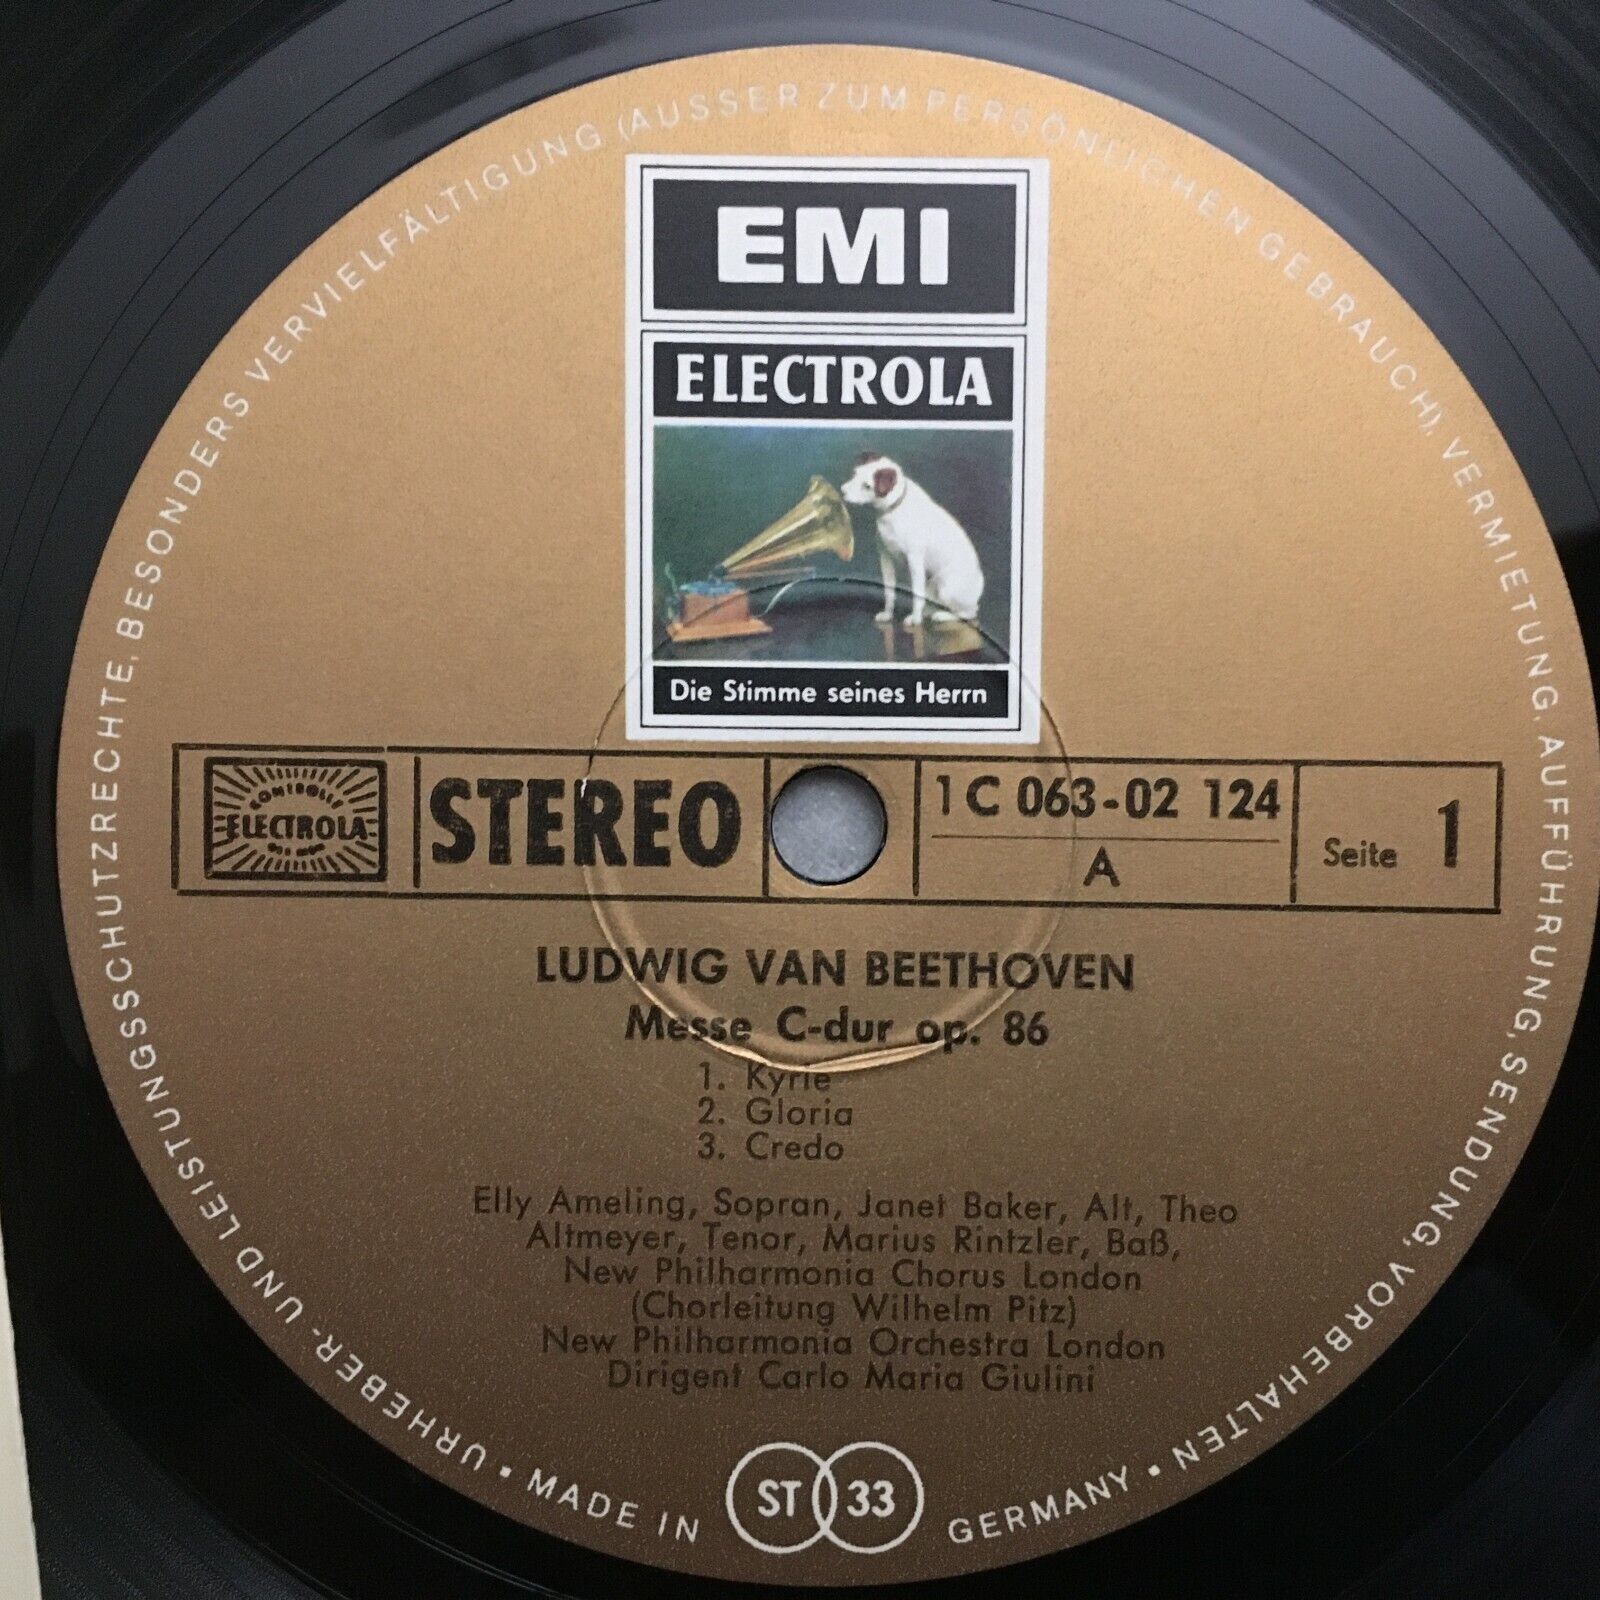 URHEBER- UND LEISTUNGSSCHUTZRECHTE, BESONDERS VERVIELFÄLTIGUNG (AUSSER ZUM PERSÖNLICHEN GEBRAUCH), VERMIETUNG, AUFFÜHRUNG, SENDUNG, VORBEHALTEN •
EMI
ELECTROLA
Die Stimme seines Herrn
KONTROLLE
ELECTROLA
STEREO
1 C 063-02 124
A
Seite 1
LUDWIG VAN BEETHOVEN
Messe C-dur op. 86
1. Kyrie
2. Gloria
3. Credo
Elly Ameling, Sopran, Janet Baker, Alt, Theo
Altmeyer, Tenor, Marius Rintzler, Baß,
New Philharmonia Chorus London
(Chorleitung Wilhelm Pitz)
New Philharmonia Orchestra London
Dirigent Carlo Maria Giulini
• MADE IN GERMANY
ST 33